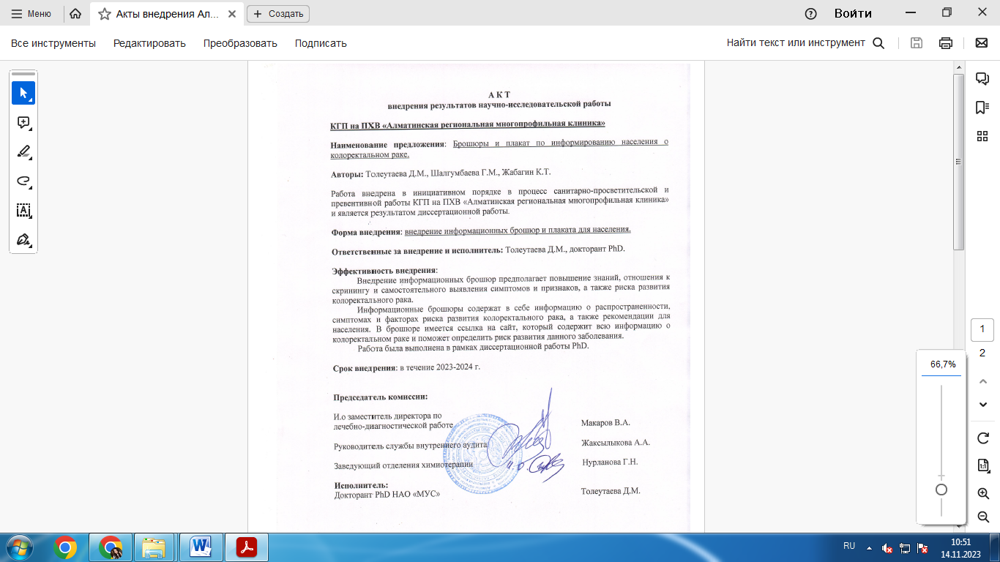 Меню
Акты внедрения Ал...
Создать
Войти
Все инструменты
Редактировать
Преобразовать
Подписать
Найти текст или инструмент
А К Т
внедрения результатов научно-исследовательской работы
КГП на ПХВ «Алматинская региональная многопрофильная клиника»
Наименование предложения: Брошюры и плакат по информированию населения о
колоректальном раке.
Авторы: Толеутаева Д.М., Шалгумбаева Г.М., Жабагин К.Т.
Работа внедрена в инициативном порядке в процесс санитарно-просветительской и
превентивной работы КГП на ПХВ «Алматинская региональная многопрофильная клиника»
и является результатом диссертационной работы.
Форма внедрения: внедрение информационных брошюр и плаката для населения.
Ответственные за внедрение и исполнитель: Толеутаева Д.М., докторант PhD.
Эффективность внедрения:
Внедрение информационных брошюр предполагает повышение знаний, отношения к
скринингу и самостоятельного выявления симптомов и признаков, а также риска развития
колоректального рака.
Информационные брошюры содержат в себе информацию о распространенности,
симптомах и факторах риска развития колоректального рака, а также рекомендации для
населения. В брошюре имеется ссылка на сайт, который содержит всю информацию о
колоректальном раке и поможет определить риск развития данного заболевания.
Работа была выполнена в рамках диссертационной работы PhD.
Срок внедрения: в течение 2023-2024 г.
Председатель комиссии:
И.о заместитель директора по
лечебно-диагностической работе
Макаров В.А.
Руководитель службы внутреннего аудита
Жаксылыкова А.А.
Заведующий отделения химиотерапии
Нурланова Г.Н.
Исполнитель:
Докторант PhD НАО «МУС»
Толеутаева Д.М.
1
2
66,7%
RU
10:51
14.11.2023